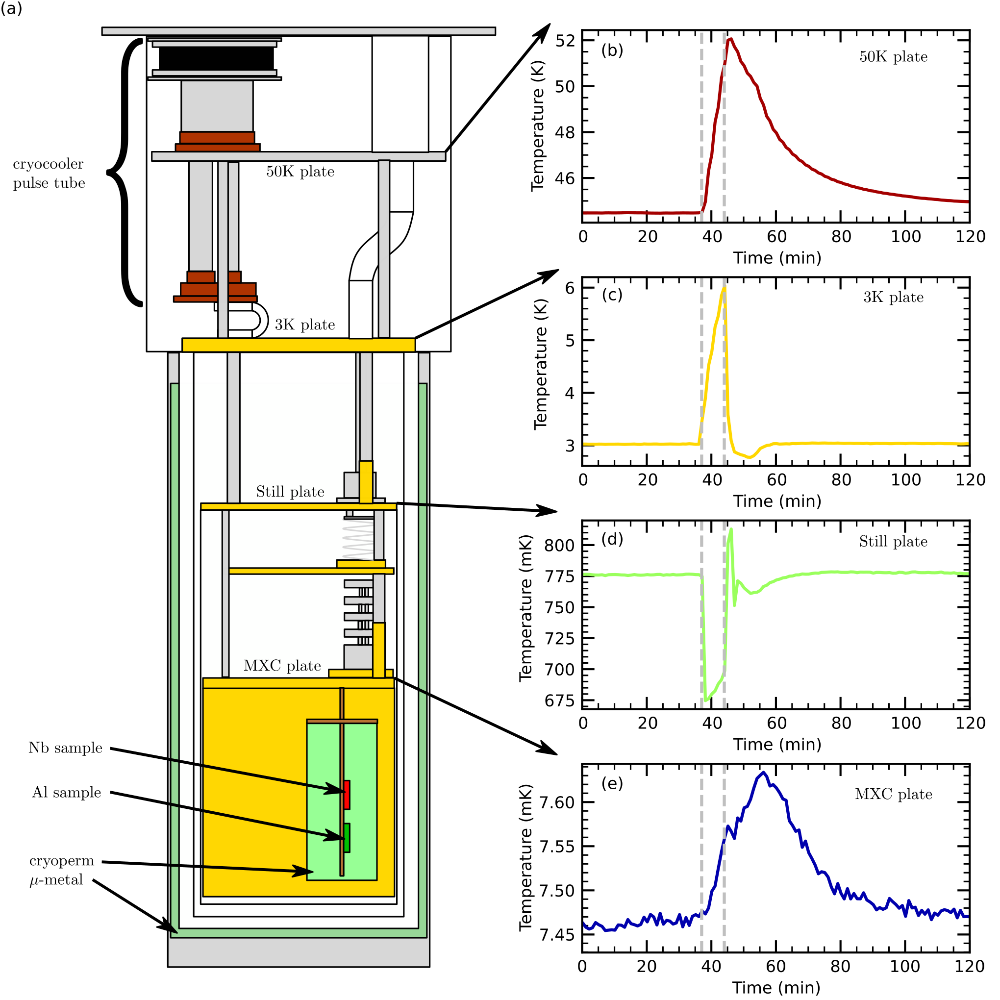 (a)
cryocooler
pulse tube
50K plate
3K plate
Still plate
MXC plate
Nb sample
Al sample
cryoperm
μ-metal
(b)
50K plate
Temperature (K)
52
50
48
46
0 20 40 60 80 100 120
Time (min)
(c)
3K plate
Temperature (K)
6
5
4
3
0 20 40 60 80 100 120
Time (min)
(d)
Still plate
Temperature (mK)
800
775
750
725
700
675
0 20 40 60 80 100 120
Time (min)
(e)
MXC plate
Temperature (mK)
7.60
7.55
7.50
7.45
0 20 40 60 80 100 120
Time (min)